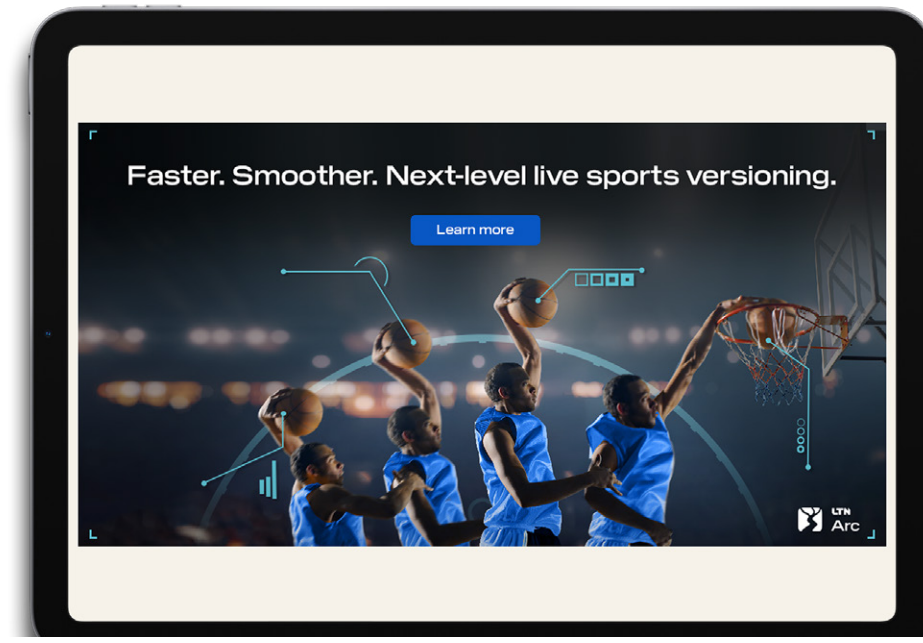 Faster. Smoother. Next-level live sports versioning.
Learn more
LTN
Arc